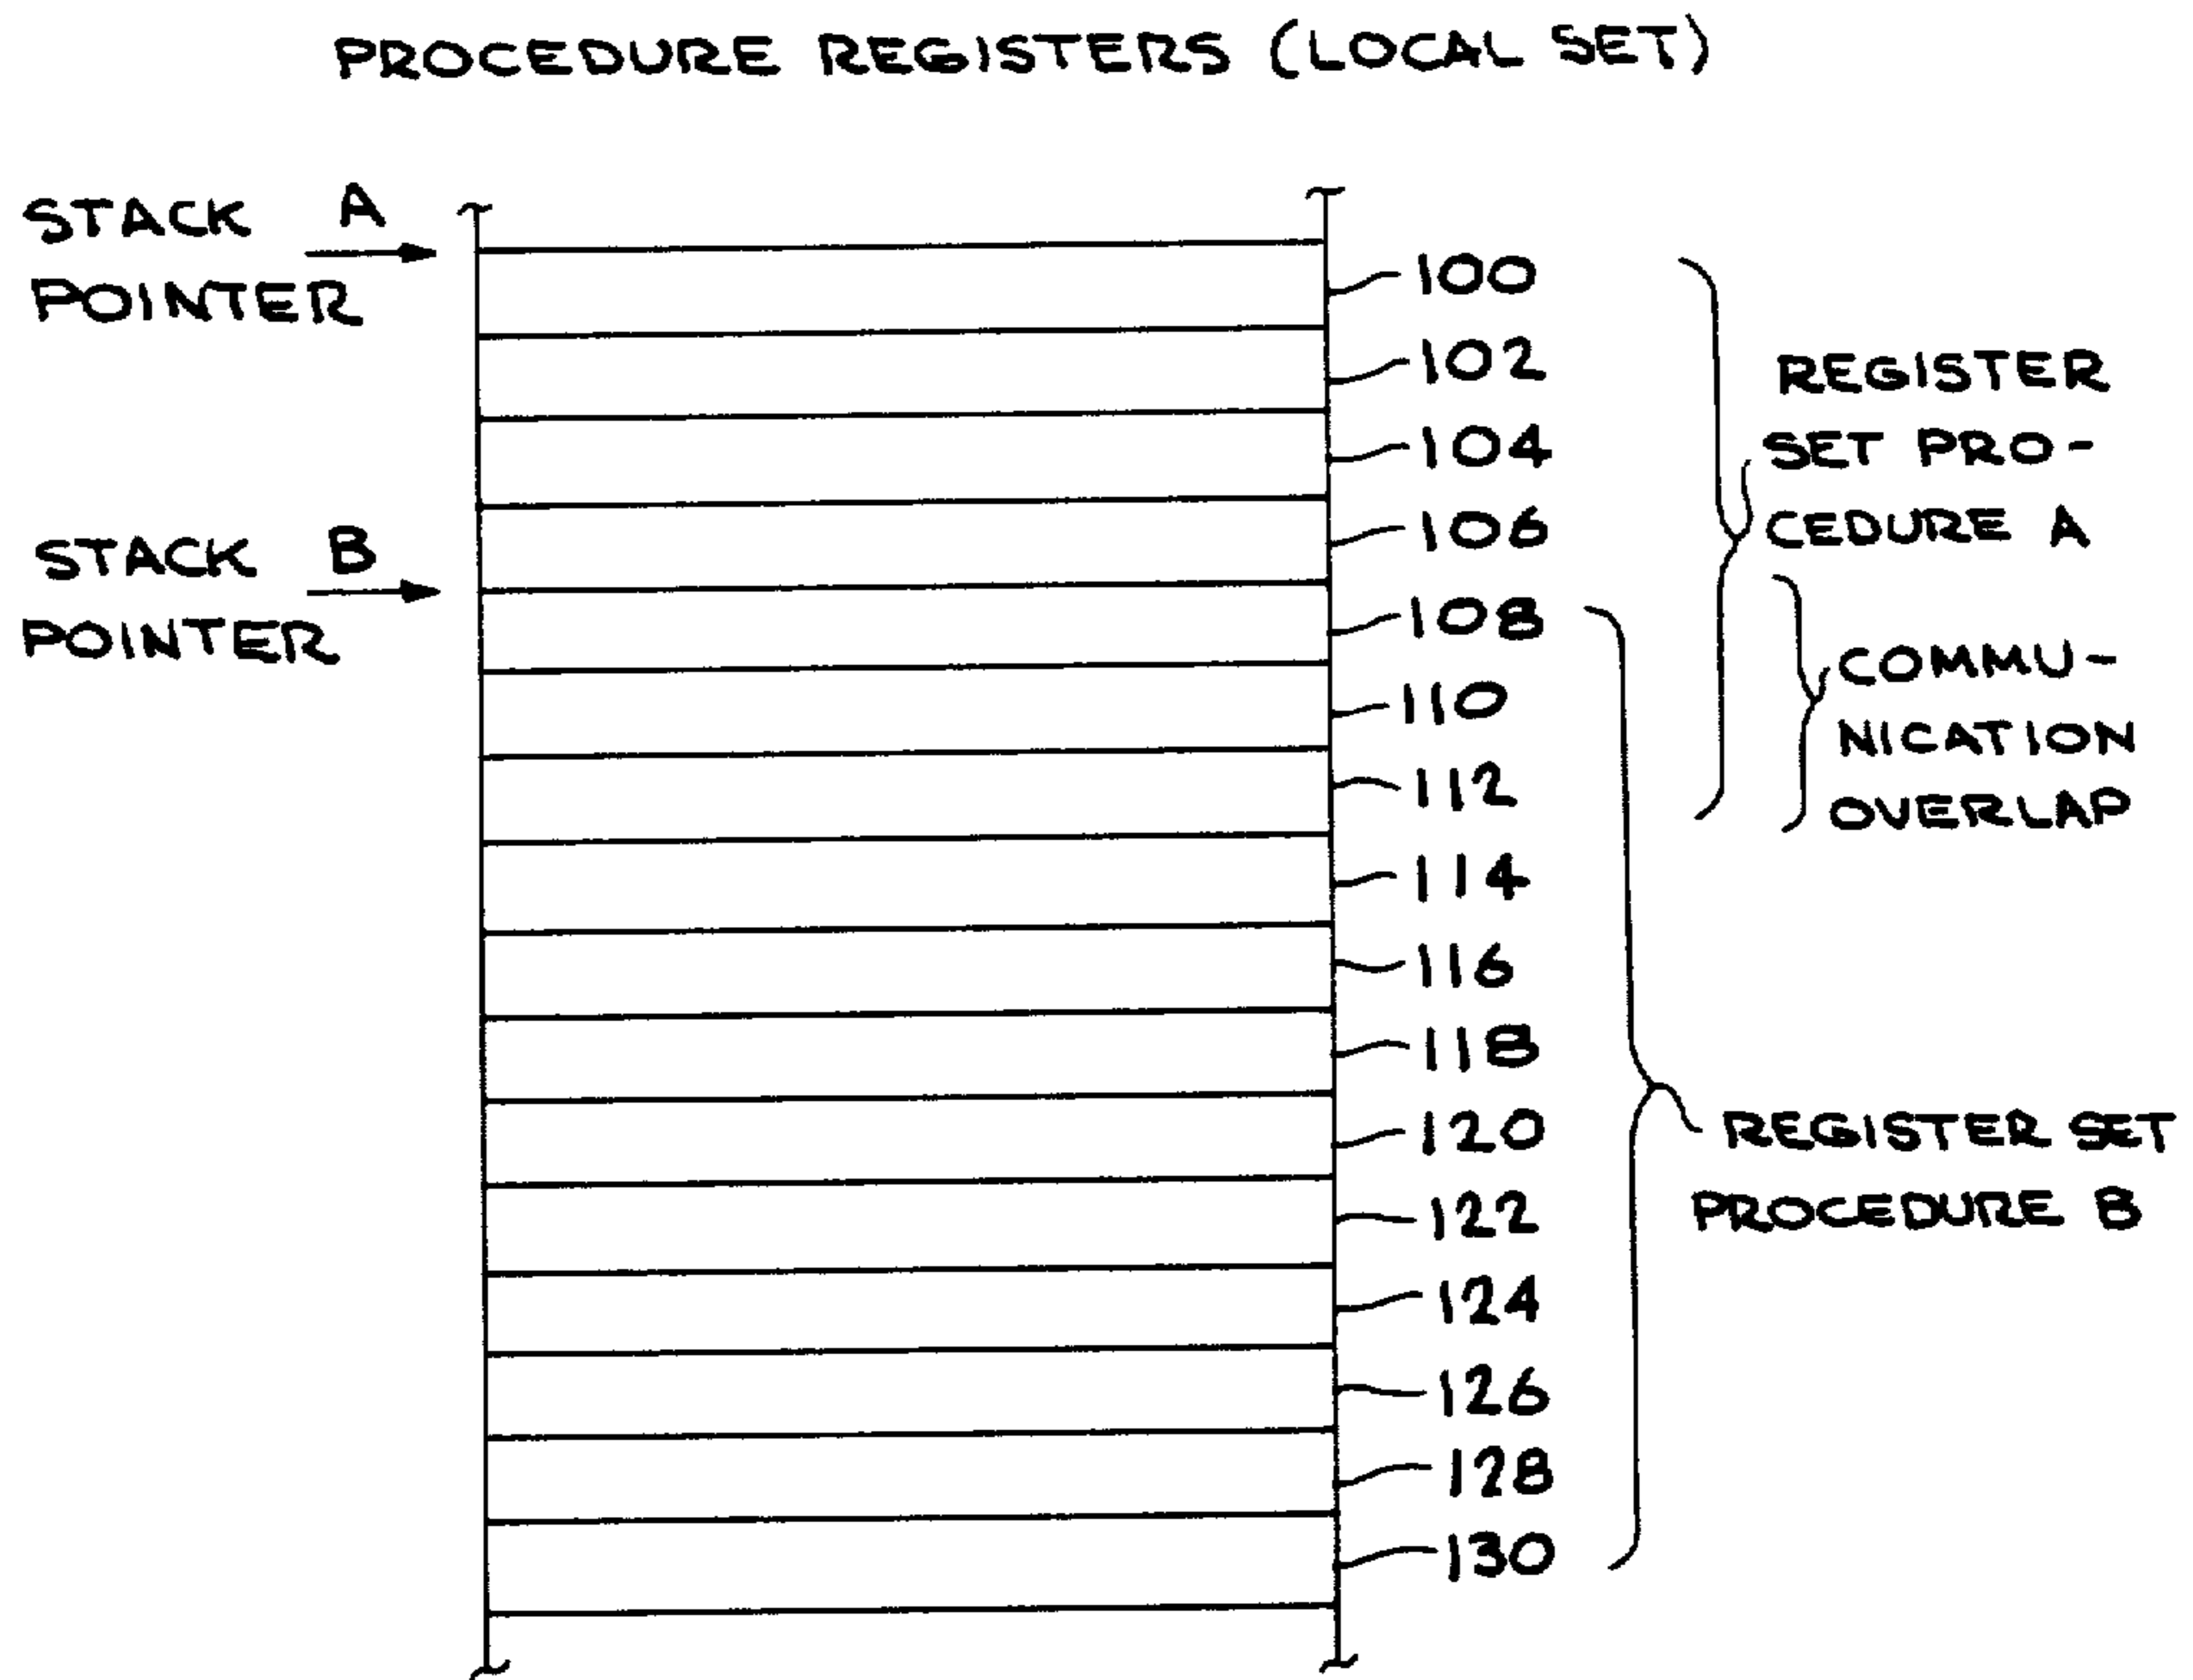 PROCEDURE REGISTERS (LOCAL SET)
STACK A
POINTER
100
102
REGISTER
104
SET PRO-
106
CEDURE A
STACK B
POINTER
108
COMMU-
110
NICATION
112
OVERLAP
114
116
118
120
REGISTER SET
122
PROCEDURE B
124
126
128
130